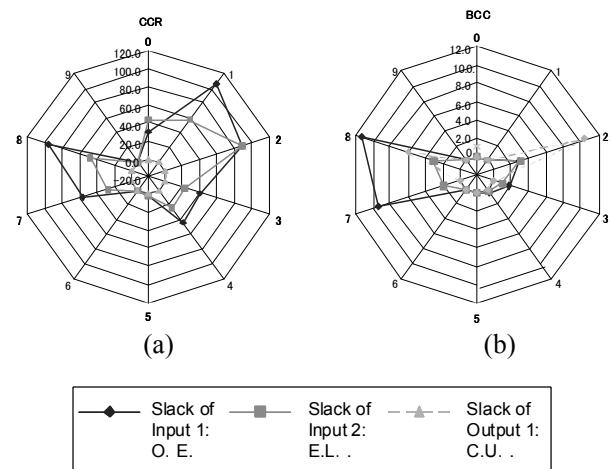 CCR
BCC
0
120.0
100.0
80.0
60.0
40.0
20.0
0.0
-20.0
1
2
3
4
5
6
7
8
9
0
12.0
10.
8.0
6.0
4.0
2.0
0
1
2
3
4
5
6
7
8
9
(a)
(b)
Slack of
Input 1:
O. E.
Slack of
Input 2:
E.L. .
Slack of
Output 1:
C.U. .